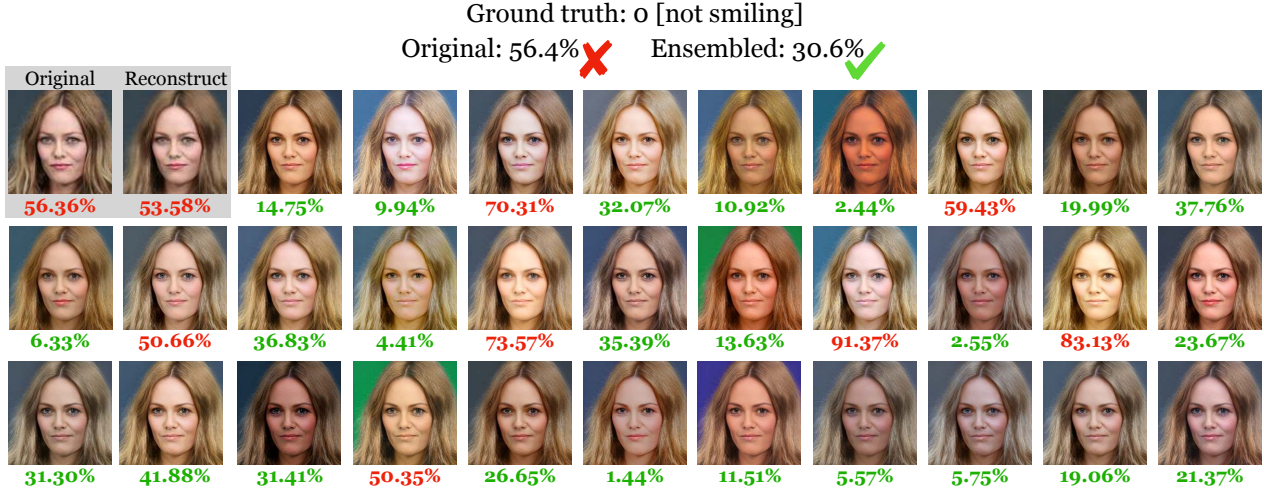 Ground truth: 0 [not smiling]
Original: 56.4% Ensembled: 30.6%
Original Reconstruct
56.36% 53.58% 14.75% 9.94% 70.31% 32.07% 10.92% 2.44% 59.43% 19.99% 37.76%
6.33% 50.66% 36.83% 4.41% 73.57% 35.39% 13.63% 91.37% 2.55% 83.13% 23.67%
31.30% 41.88% 31.41% 50.35% 26.65% 1.44% 11.51% 5.57% 5.75% 19.06% 21.37%